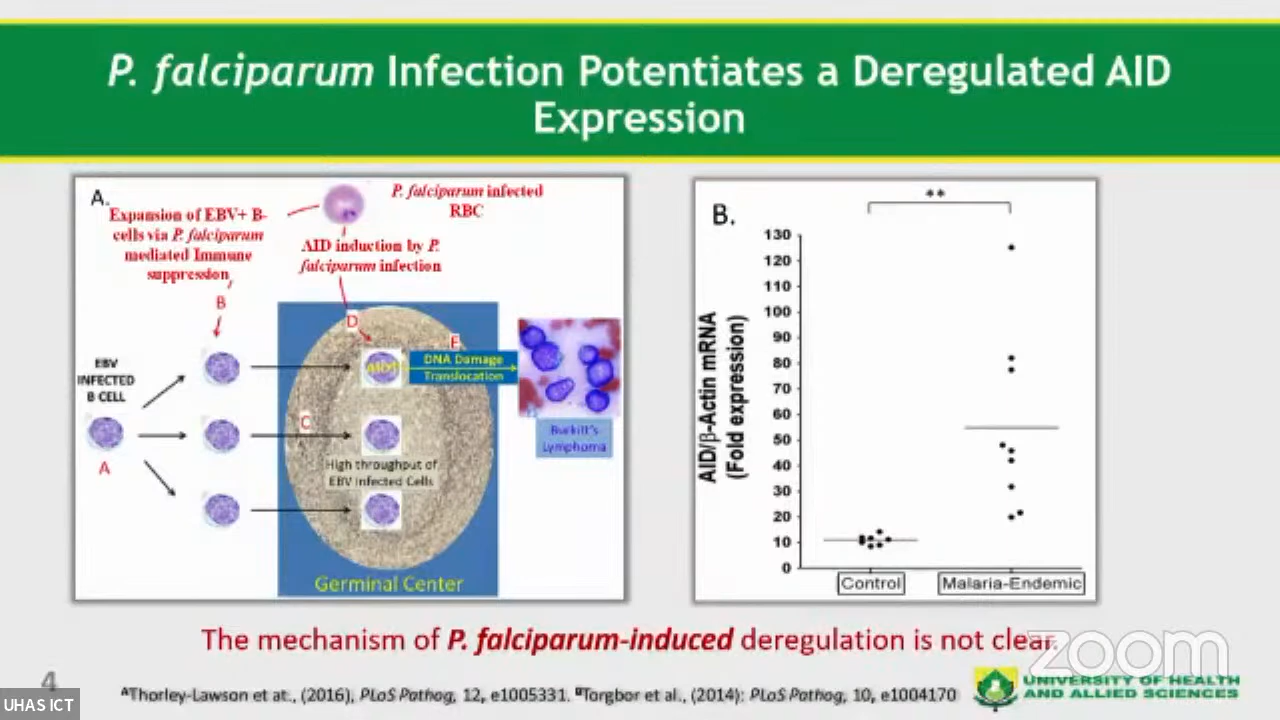 P. falciparum Infection Potentiates a Deregulated AID
Expression
A.
Expansion of EBV+ B-
cells via P. falciparum
mediated Immune
suppression
P. falciparum infected
RBC
AID induction by P.
falciparum infection
B
D
E
EBV
INFECTED
B CELL
A
C
DNA Damage
Translocation
High throughput of
EBV Infected Cells
Burkitt's
Lymphoma
Germinal Center
B.
**
AID/β-Actin mRNA
(Fold expression)
130
120
110
100
90
80
70
60
50
40
30
20
10
0
Control
Malaria-Endemic
The mechanism of P. falciparum-induced deregulation is not clear.
zoom
4
AThorley-Lawson et at., (2016), PLoS Pathog, 12, e1005331. BTorgbor et al., (2014): PLoS Pathog, 10, e1004170
UNIVERSITY OF HEALTH
AND ALLIED SCIENCES
UHAS ICT